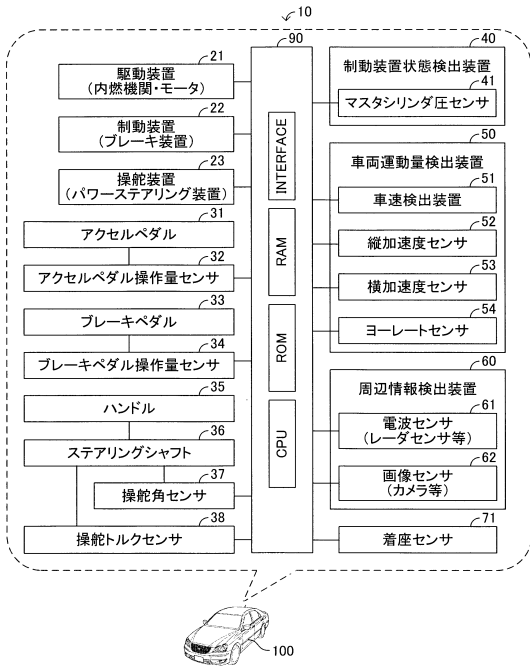 10
90
21
駆動装置
(内燃機関・モータ)
22
制動装置
(ブレーキ装置)
23
操舵装置
(パワーステアリング装置)
31
アクセルペダル
32
アクセルペダル操作量センサ
33
ブレーキペダル
34
ブレーキペダル操作量センサ
35
ハンドル
36
ステアリングシャフト
37
操舵角センサ
38
操舵トルクセンサ
INTERFACE
RAM
ROM
CPU
40
制動装置状態検出装置
41
マスタシリンダ圧センサ
50
車両運動量検出装置
51
車速検出装置
52
縦加速度センサ
53
横加速度センサ
54
ヨーレートセンサ
60
周辺情報検出装置
61
電波センサ
(レーダセンサ等)
62
画像センサ
(カメラ等)
71
着座センサ
100